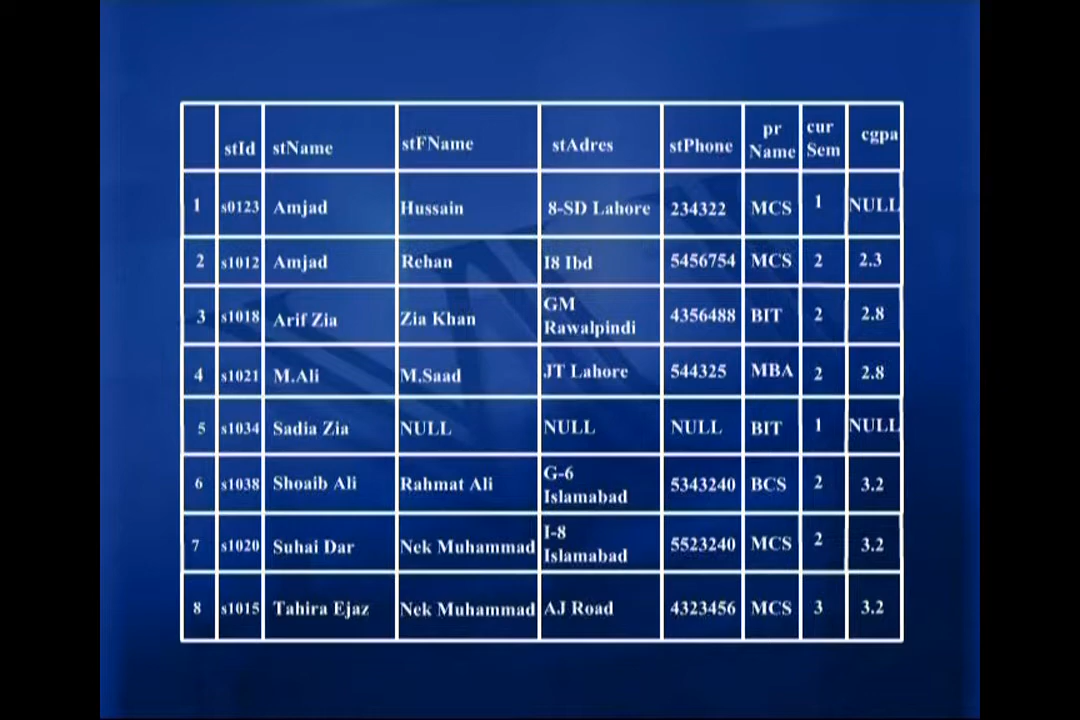 stId stName stFName stAdres stPhone pr Name cur Sem cgpa
1 s0123 Amjad Hussain 8-SD Lahore 234322 MCS 1 NULL
2 s1012 Amjad Rehan I8 Ibd 5456754 MCS 2 2.3
3 s1018 Arif Zia Zia Khan GM Rawalpindi 4356488 BIT 2 2.8
4 s1021 M.Ali M.Saad JT Lahore 544325 MBA 2 2.8
5 s1034 Sadia Zia NULL NULL NULL BIT 1 NULL
6 s1038 Shoaib Ali Rahmat Ali G-6 Islamabad 5343240 BCS 2 3.2
7 s1020 Suhai Dar Nek Muhammad I-8 Islamabad 5523240 MCS 2 3.2
8 s1015 Tahira Ejaz Nek Muhammad AJ Road 4323456 MCS 3 3.2